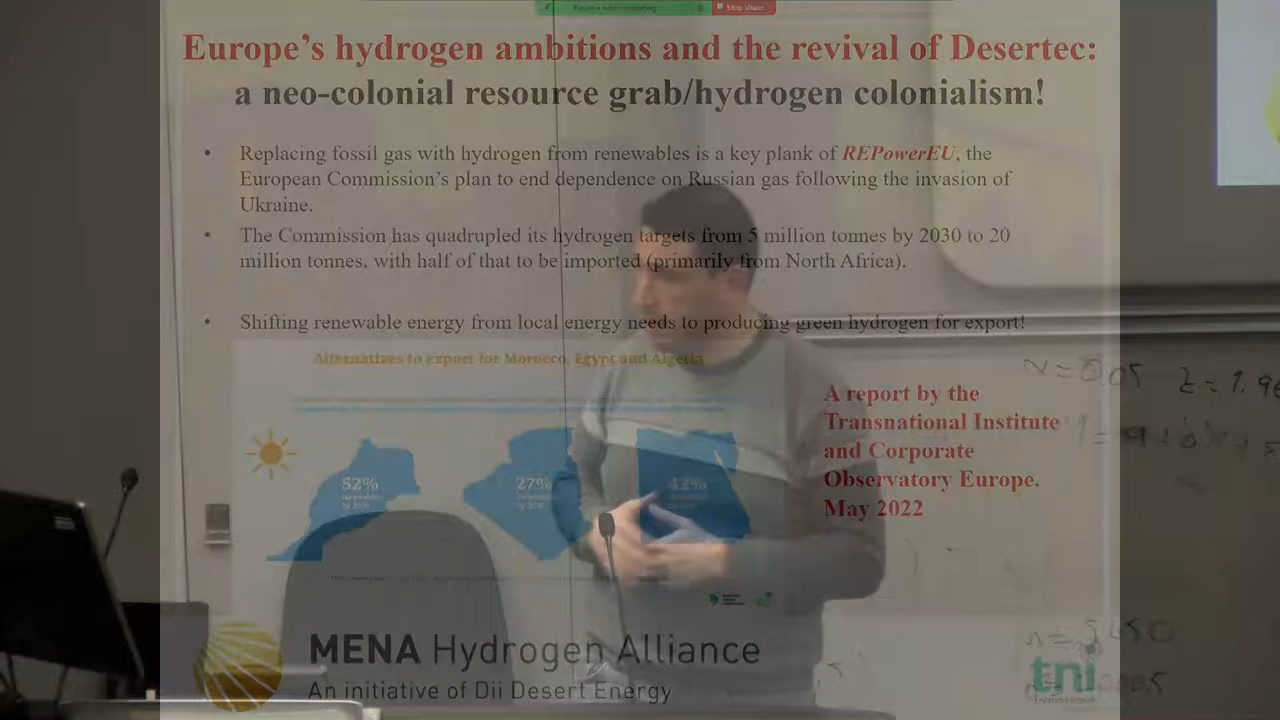 Stop share
Europe's hydrogen ambitions and the revival of Desertec:
a neo-colonial resource grab/hydrogen colonialism!
• Replacing fossil gas with hydrogen from renewables is a key plank of REPowerEU, the
European Commission's plan to end dependence on Russian gas following the invasion of
Ukraine.
• The Commission has quadrupled its hydrogen targets from 5 million tonnes by 2030 to 20
million tonnes, with half of that to be imported (primarily from North Africa).
• Shifting renewable energy from local energy needs to producing green hydrogen for export!
Alternatives to export for Morocco, Egypt and Algeria
52%
27%
42%
A report by the
Transnational Institute
and Corporate
Observatory Europe.
May 2022
MENA Hydrogen Alliance
An initiative of Dii Desert Energy
tni